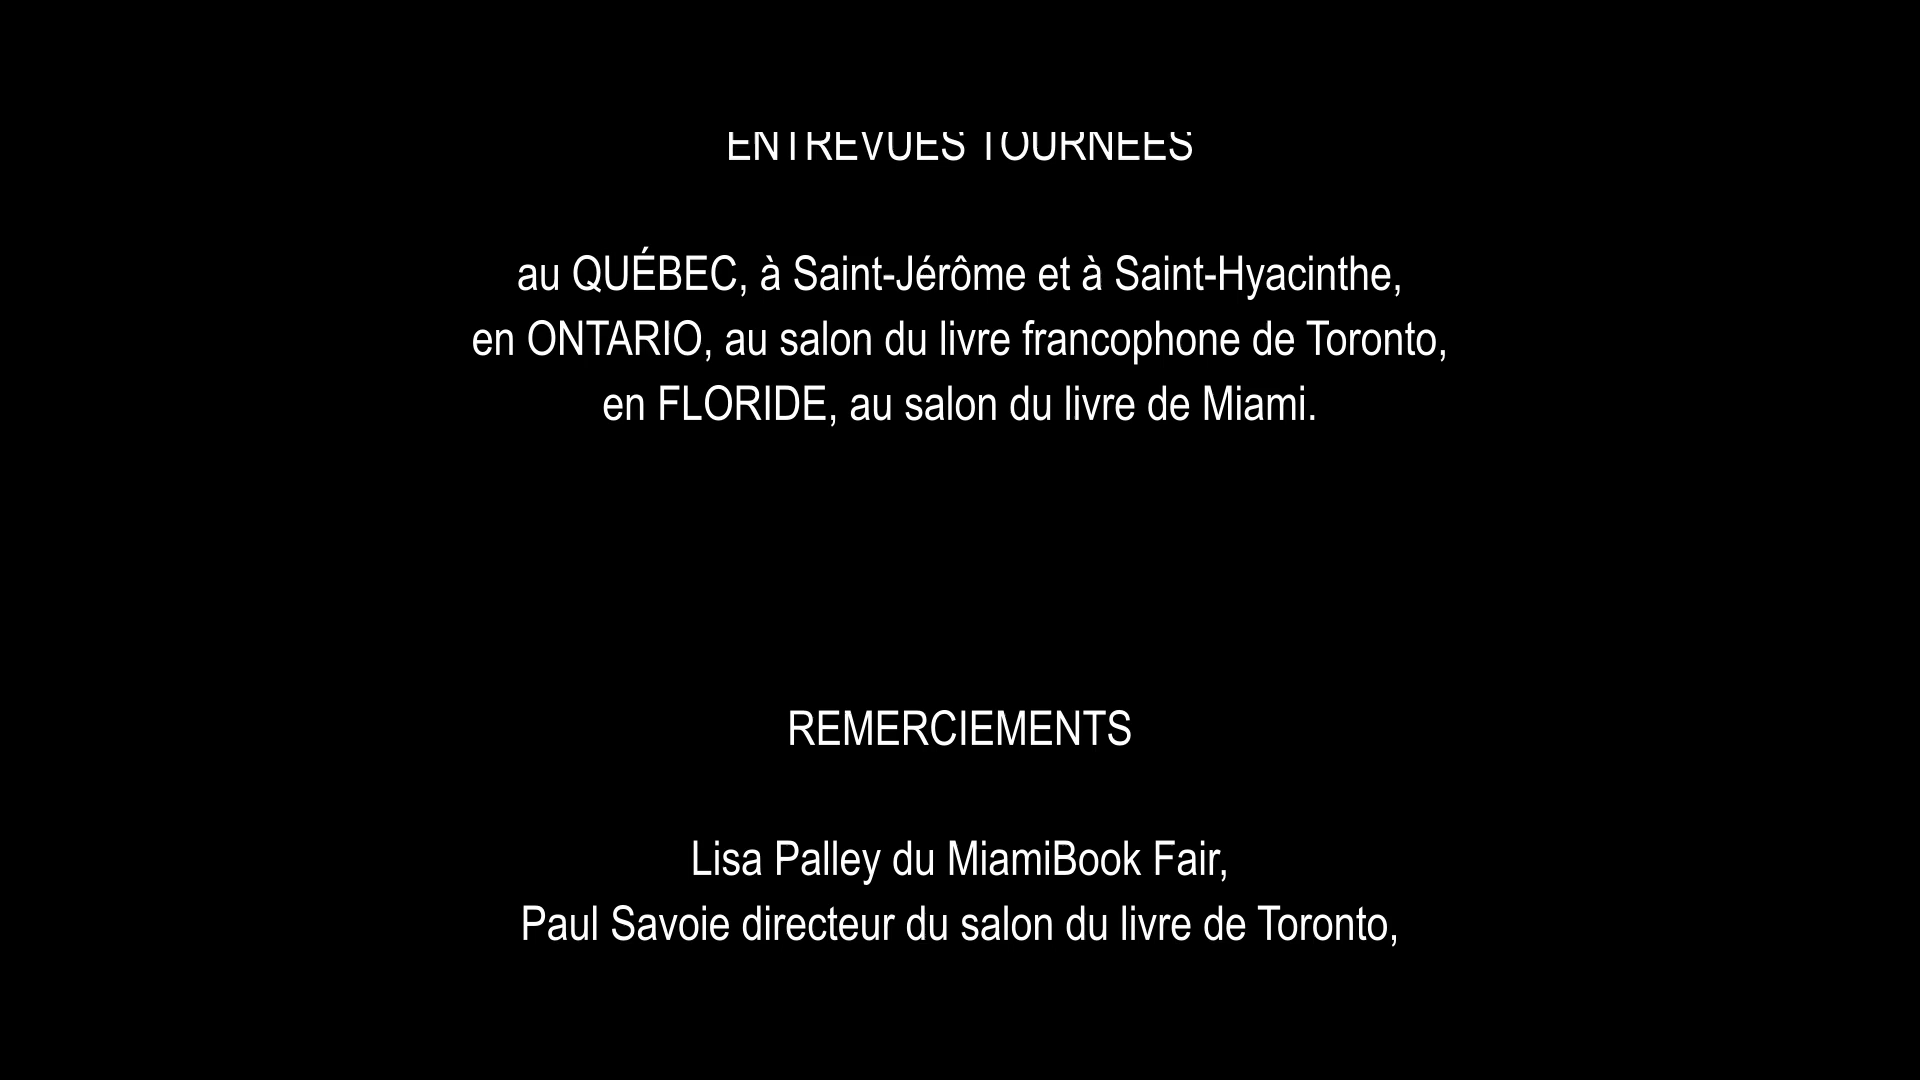 ENTREVUES TOURNÉES
au QUÉBEC, à Saint-Jérôme et à Saint-Hyacinthe,
en ONTARIO, au salon du livre francophone de Toronto,
en FLORIDE, au salon du livre de Miami.
REMERCIEMENTS
Lisa Palley du MiamiBook Fair,
Paul Savoie directeur du salon du livre de Toronto,